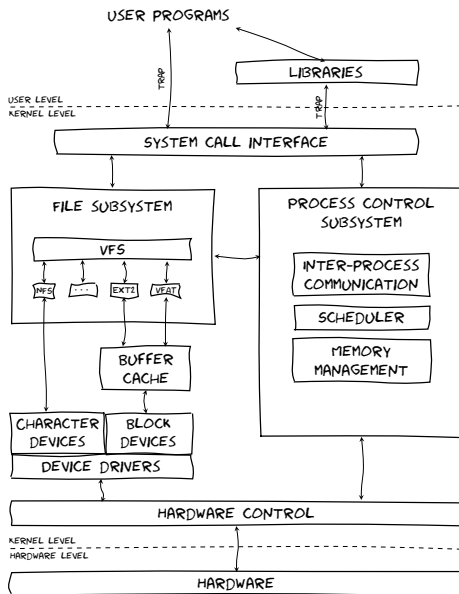 USER PROGRAMS
LIBRARIES
TRAP
TRAP
USER LEVEL
KERNEL LEVEL
SYSTEM CALL INTERFACE
FILE SUBSYSTEM
VFS
NFS
...
EXT2
VFAT
PROCESS CONTROL
SUBSYSTEM
INTER-PROCESS
COMMUNICATION
SCHEDULER
MEMORY
MANAGEMENT
BUFFER
CACHE
CHARACTER
DEVICES
BLOCK
DEVICES
DEVICE DRIVERS
HARDWARE CONTROL
KERNEL LEVEL
HARDWARE LEVEL
HARDWARE